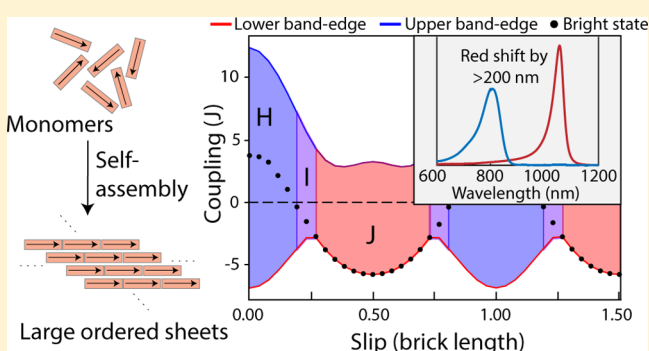 Lower band-edge Upper band-edge Bright state
Monomers
Self-
assembly
Large ordered sheets
Coupling (J)
10
5
0
-5
H
I
J
Red shift by
>200 nm
600 800 1000 1200
Wavelength (nm)
0.00 0.50 1.00 1.50
Slip (brick length)